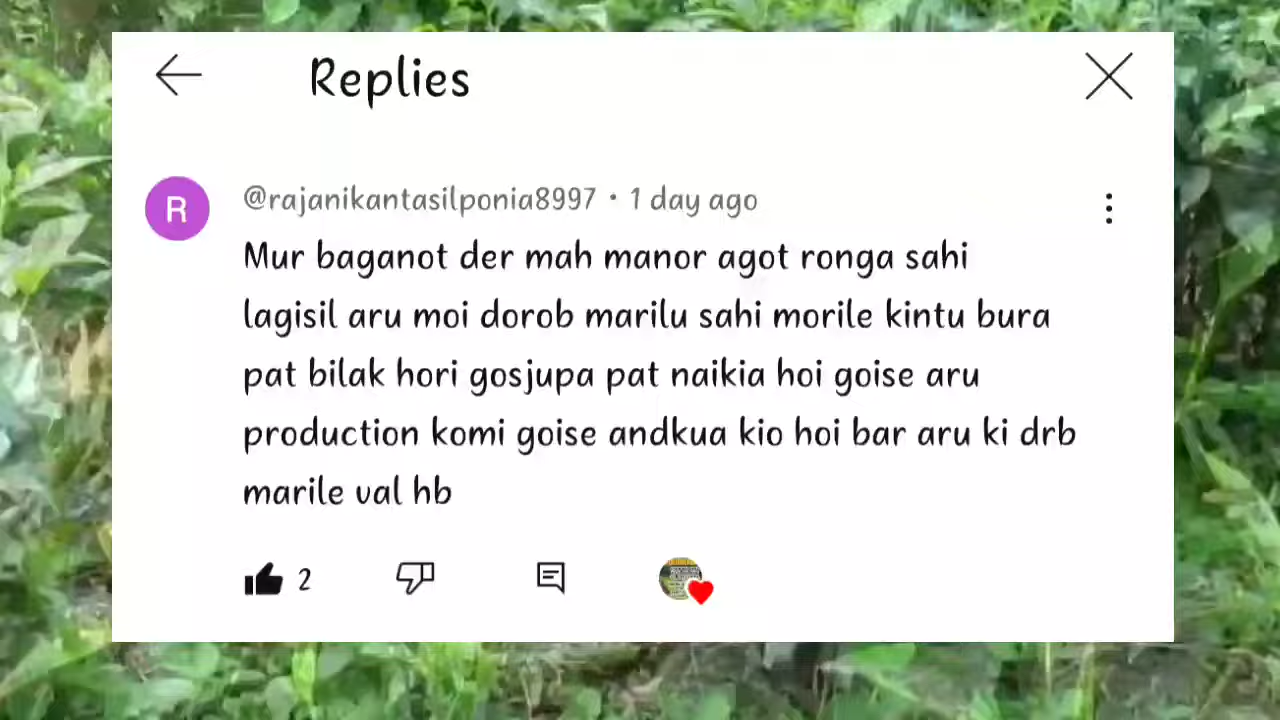 Replies
R
@rajanikantasilponia8997 · 1 day ago
Mur baganot der mah manor agot ronga sahi
lagisil aru moi dorob marilu sahi morile kintu bura
pat bilak hori gosjupa pat naikia hoi goise aru
production komi goise andkua kio hoi bar aru ki drb
marile val hb
2